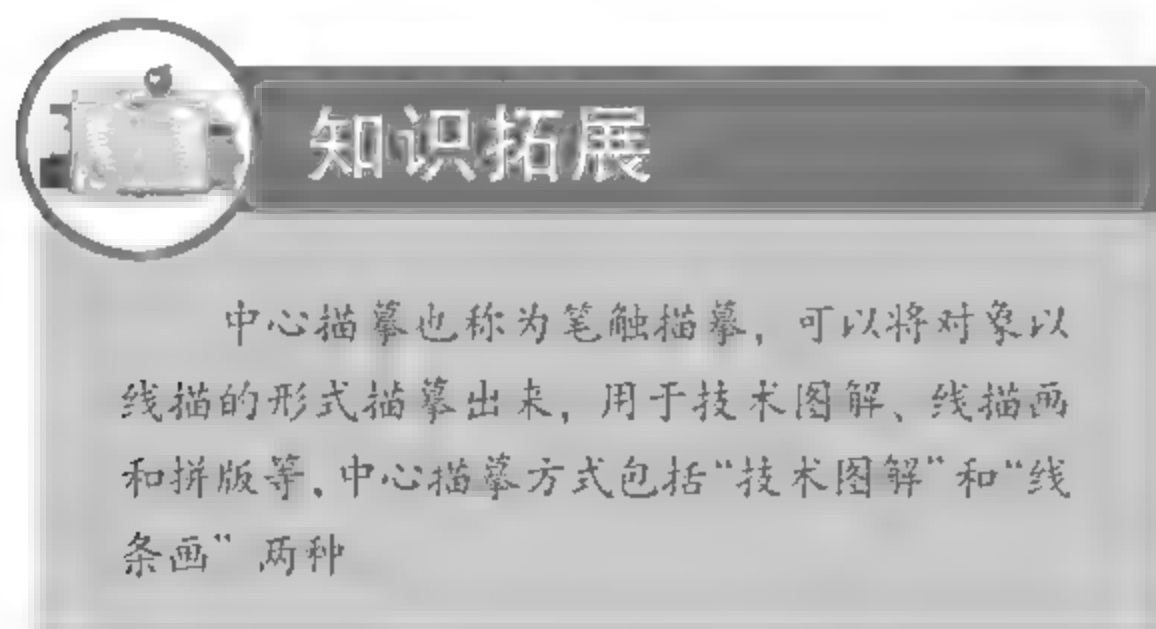 知识拓展
中心描摹也称为笔触描摹，可以将对象以
线描的形式描摹出来，用于技术图解、线描画
和拼版等。中心描摹方式包括“技术图解”和“线
条画”两种